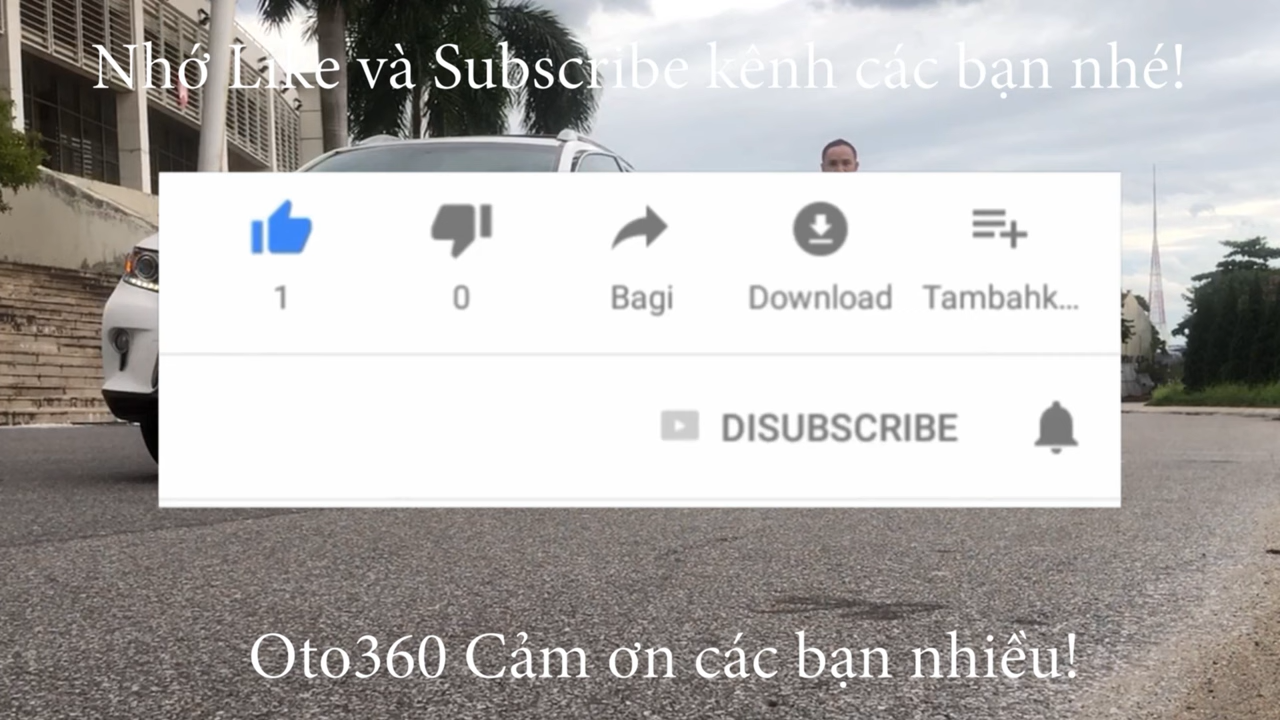 Nhớ Like và Subscribe kênh các bạn nhé!
1 0 Bagi Download Tambahk...
DISUBSCRIBE
Oto360 Cảm ơn các bạn nhiều!